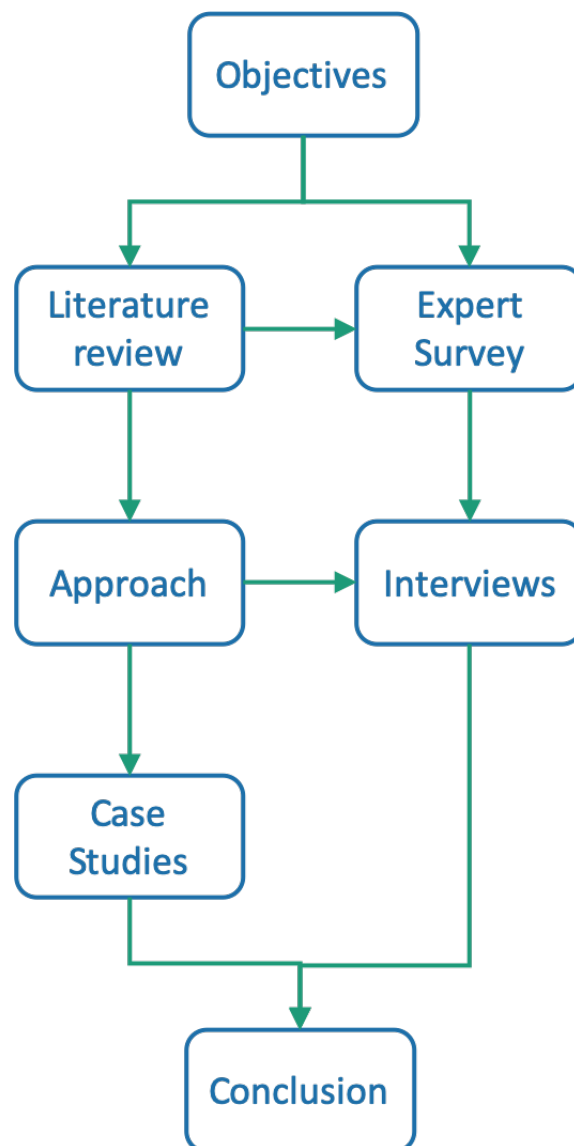 Objectives
Literature
review
Expert
Survey
Approach
Interviews
Case
Studies
Conclusion